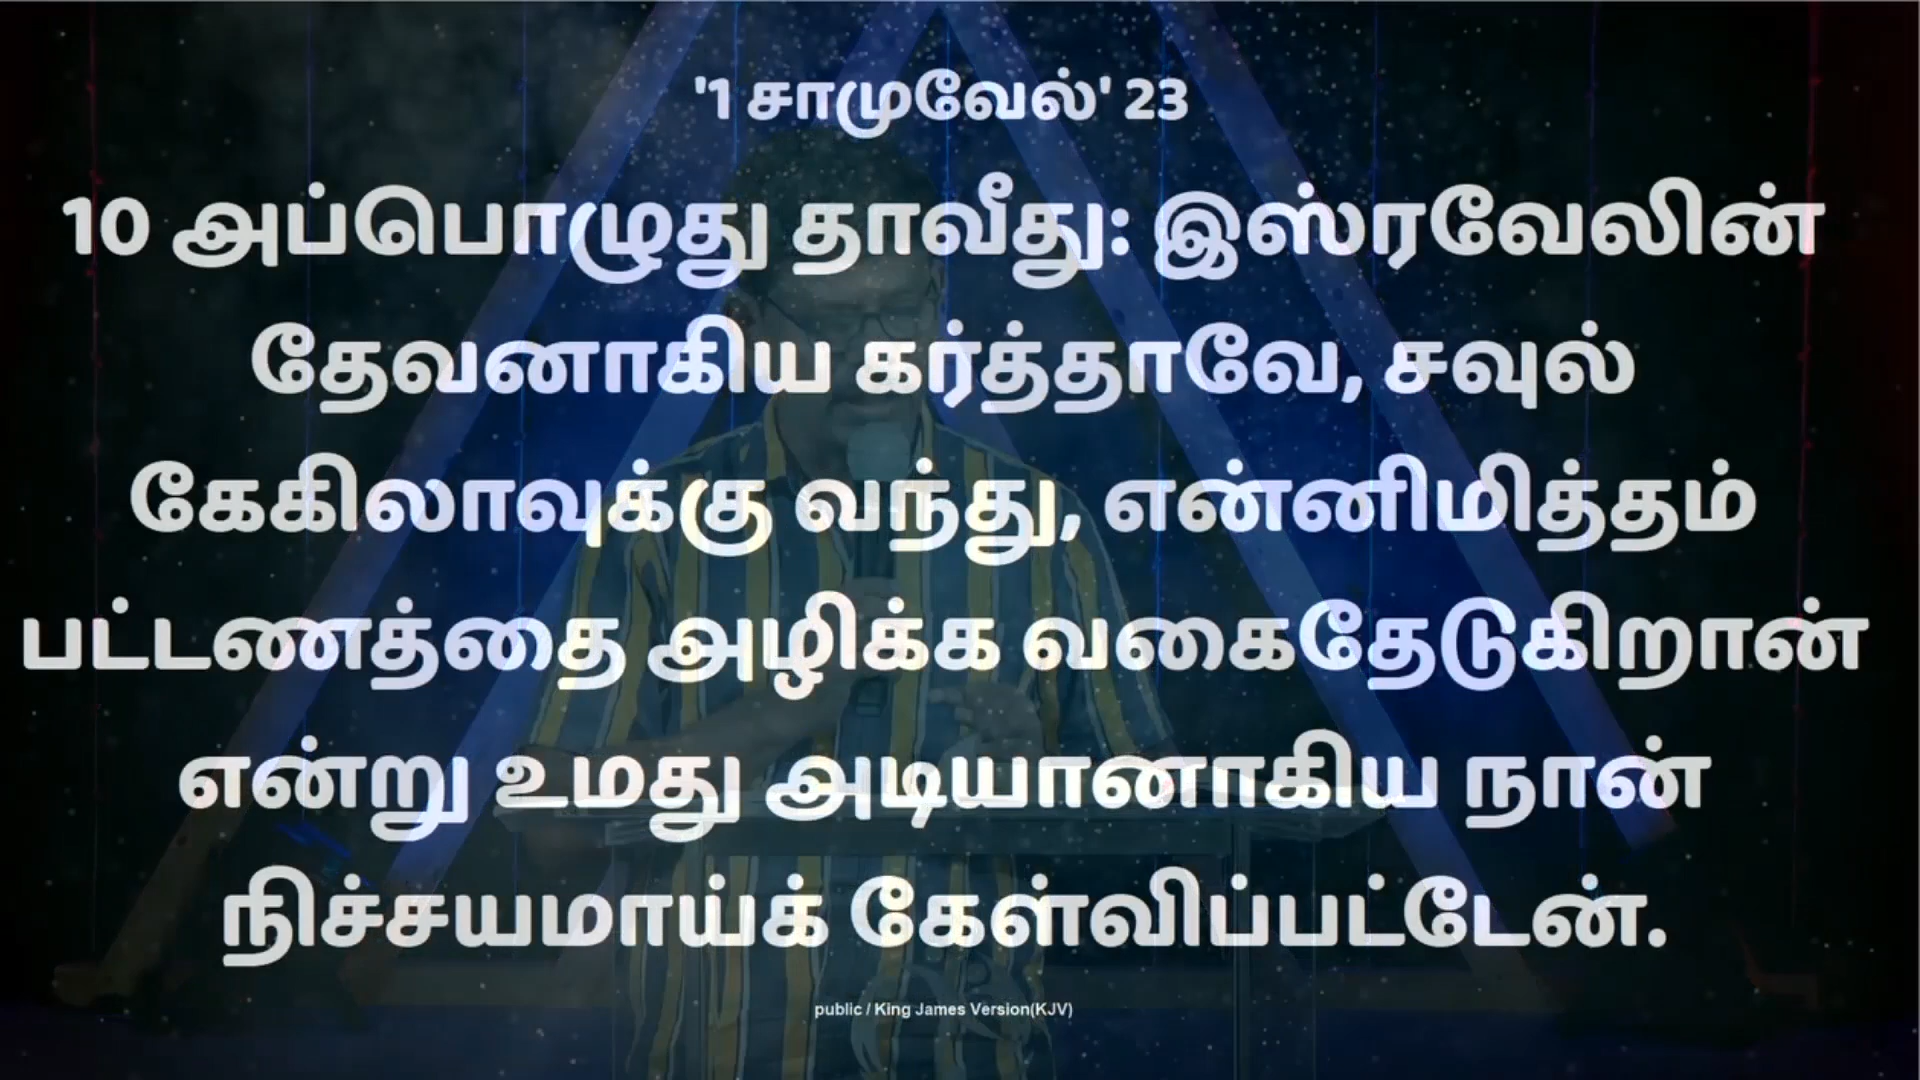 '1 சாமுவேல்' 23
10 அப்பொழுது தாவீது: இஸ்ரவேலின்
தேவனாகிய கர்த்தாவே, சவுல்
கேகிலாவுக்கு வந்து, என்னிமித்தம்
பட்டணத்தை அழிக்க வகைதேடுகிறான்
என்று உமது அடியானாகிய நான்
நிச்சயமாய்க் கேள்விப்பட்டேன்.
public / King James Version(KJV)